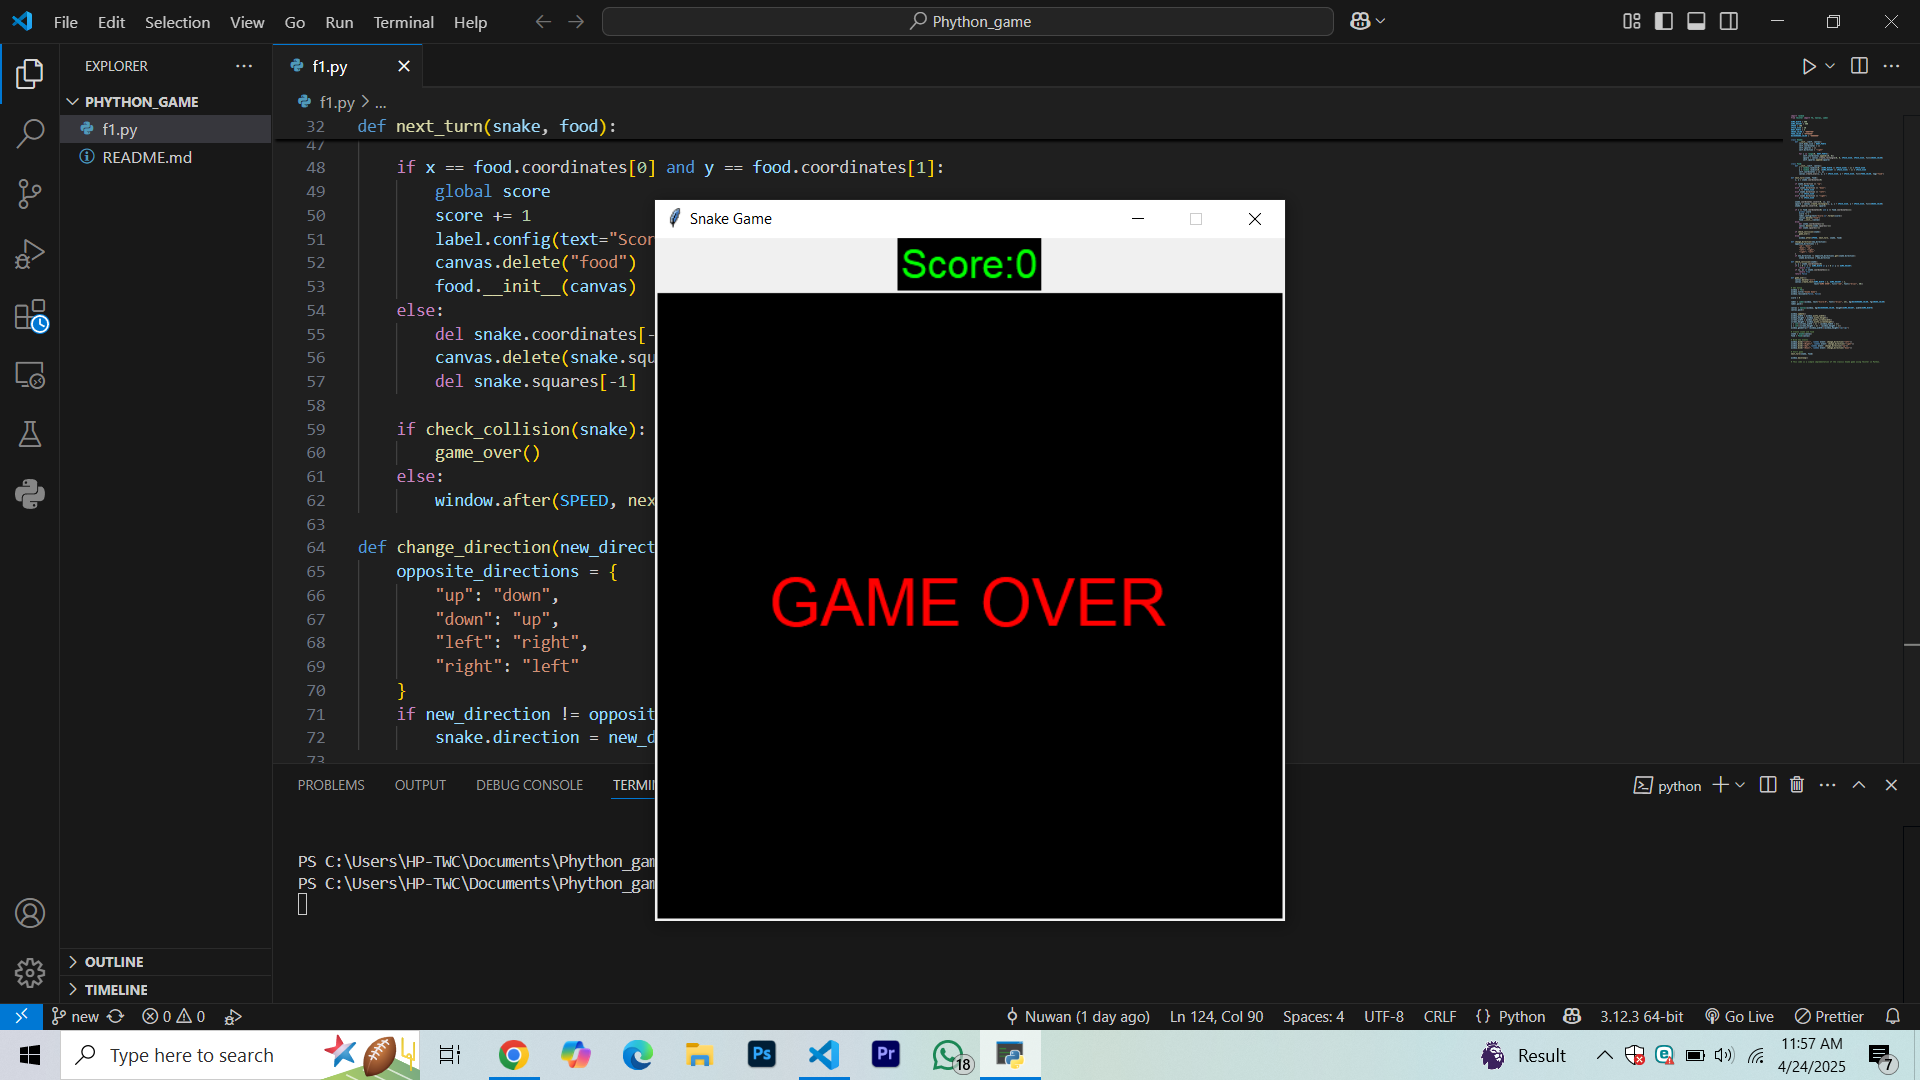 File Edit Selection View Go Run Terminal Help
Phython_game
EXPLORER
PHYTHON_GAME
f1.py
README.md
OUTLINE
TIMELINE
f1.py
f1.py > ...
32 def next_turn(snake, food):
47
48 if x == food.coordinates[0] and y == food.coordinates[1]:
49 global score
50 score += 1
51 label.config(text="Scor
52 canvas.delete("food")
53 food.__init__(canvas)
54 else:
55 del snake.coordinates[-
56 canvas.delete(snake.squ
57 del snake.squares[-1]
58
59 if check_collision(snake):
60 game_over()
61 else:
62 window.after(SPEED, nex
63
64 def change_direction(new_direct
65 opposite_directions = {
66 "up": "down",
67 "down": "up",
68 "left": "right",
69 "right": "left"
70 }
71 if new_direction != opposit
72 snake.direction = new_d
73
Snake Game
Score:0
GAME OVER
PROBLEMS OUTPUT DEBUG CONSOLE TERMI
python
PS C:\Users\HP-TWC\Documents\Phython_gam
PS C:\Users\HP-TWC\Documents\Phython_gam
new 0 0 Nuwan (1 day ago) Ln 124, Col 90 Spaces: 4 UTF-8 CRLF {} Python 3.12.3 64-bit Go Live Prettier
Type here to search
Ps
Pr
18
Result
11:57 AM
4/24/2025
7